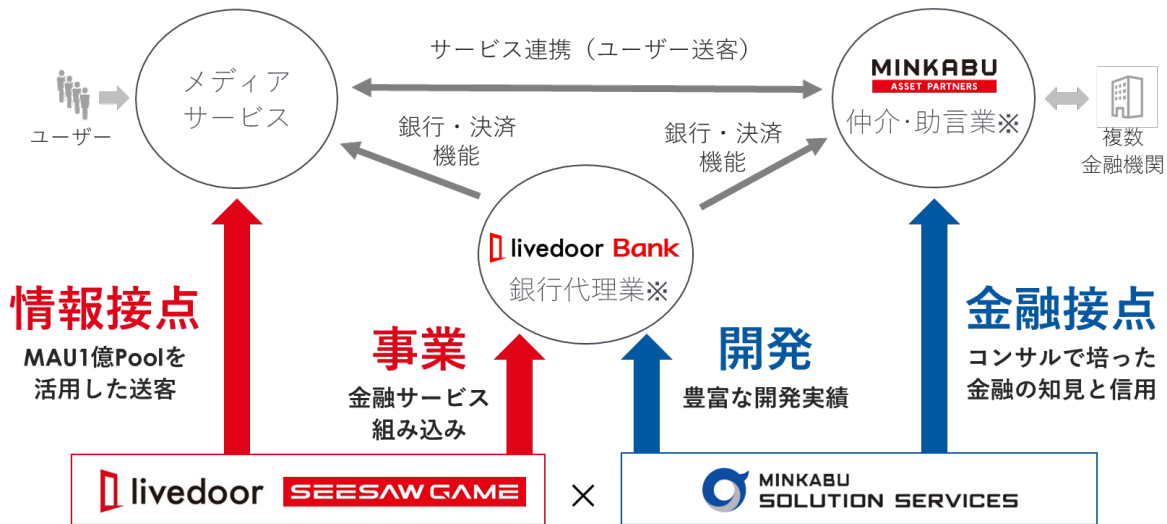 サービス連携（ユーザー送客）
メディア
サービス
ユーザー
MINKABU
ASSET PARTNERS
仲介･助言業※
複数
金融機関
銀行・決済
機能
銀行・決済
機能
livedoor Bank
銀行代理業※
情報接点
MAU1億Poolを
活用した送客
事業
金融サービス
組み込み
開発
豊富な開発実績
金融接点
コンサルで培った
金融の知見と信用
livedoor SEESAW GAME
×
MINKABU
SOLUTION SERVICES